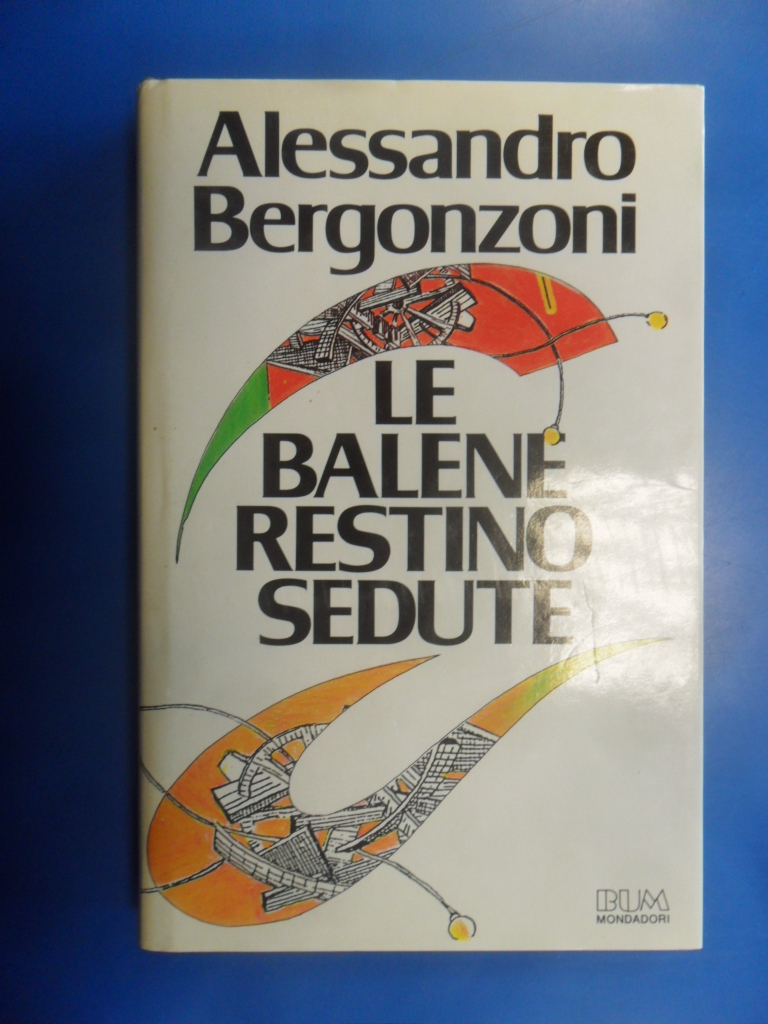 Alessandro
Bergonzoni
LE
BALENE
RESTINO
SEDUTE
BUM
MONDADORI